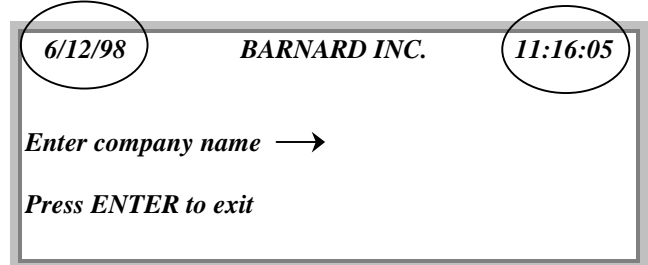 6/12/98 BARNARD INC. 11:16:05
Enter company name →
Press ENTER to exit